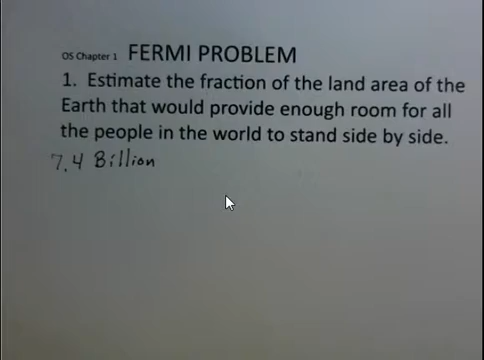 OS Chapter 1 FERMI PROBLEM
1. Estimate the fraction of the land area of the
Earth that would provide enough room for all
the people in the world to stand side by side.
7.4 Billion